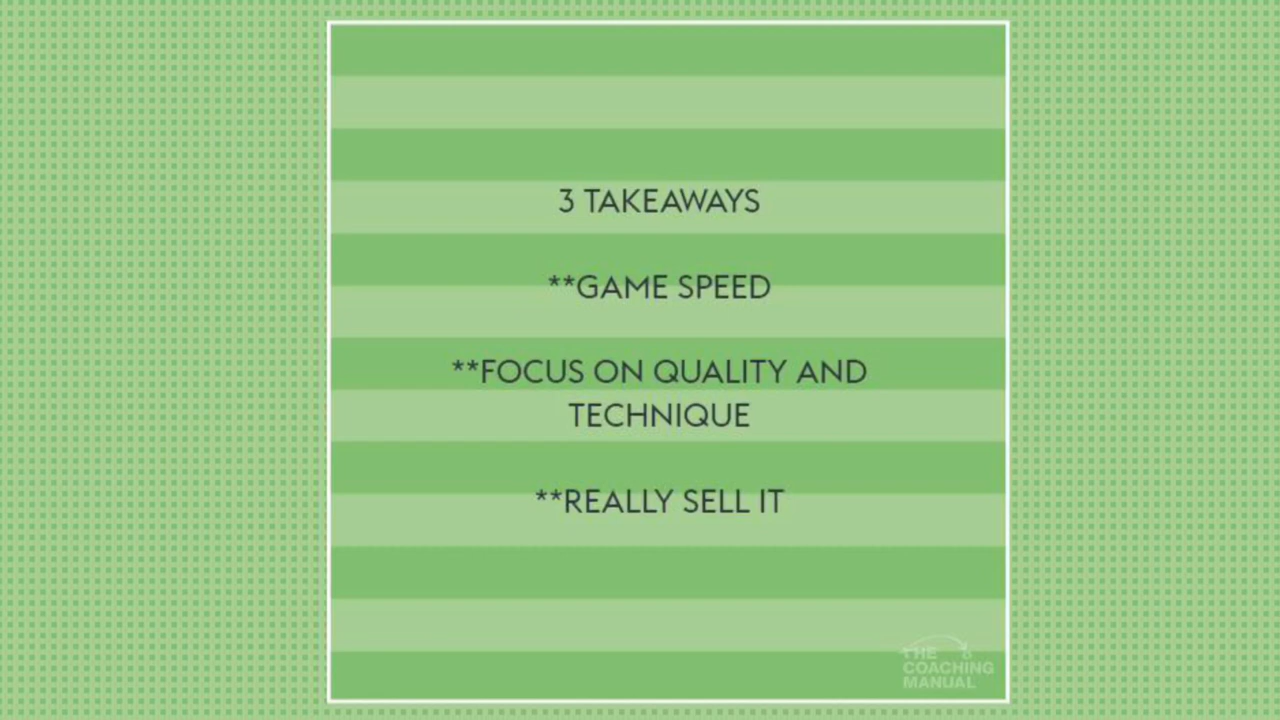 3 TAKEAWAYS
**GAME SPEED
**FOCUS ON QUALITY AND
TECHNIQUE
**REALLY SELL IT
THE
COACHING
MANUAL